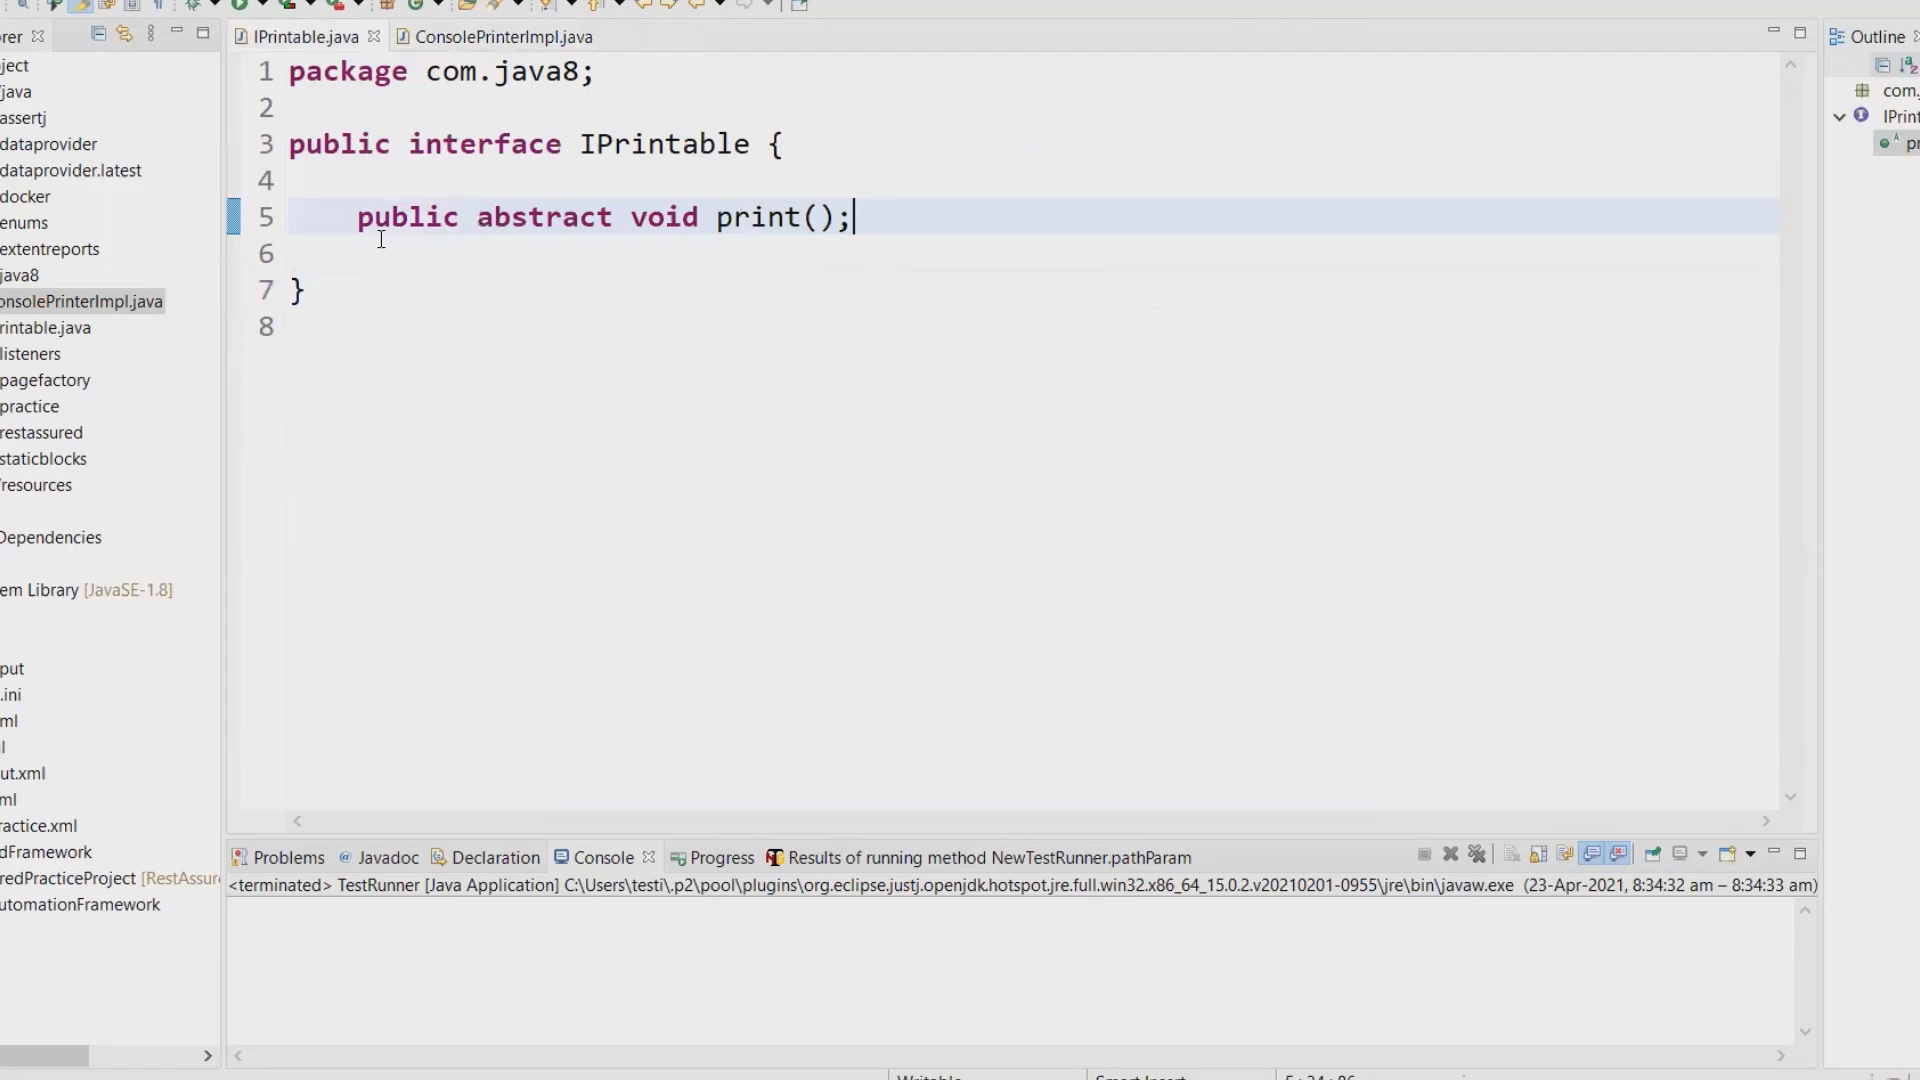 rer
ject
/java
assertj
dataprovider
dataprovider.latest
docker
enums
extentreports
java8
onsolePrinterImpl.java
rintable.java
listeners
pagefactory
practice
restassured
staticblocks
/resources
Dependencies
em Library [JavaSE-1.8]
put
.ini
ml
l
ut.xml
ml
ractice.xml
dFramework
redPracticeProject [RestAssur
utomationFramework
IPrintable.java
ConsolePrinterImpl.java
1 package com.java8;
2
3 public interface IPrintable {
4
5 public abstract void print();
6
7 }
8
Outline
com.
IPrint
pr
Problems
@ Javadoc
Declaration
Console
Progress
Results of running method NewTestRunner.pathParam
<terminated> TestRunner [Java Application] C:\Users\testi\.p2\pool\plugins\org.eclipse.justj.openjdk.hotspot.jre.full.win32.x86_64_15.0.2.v20210201-0955\jre\bin\javaw.exe (23-Apr-2021, 8:34:32 am – 8:34:33 am)